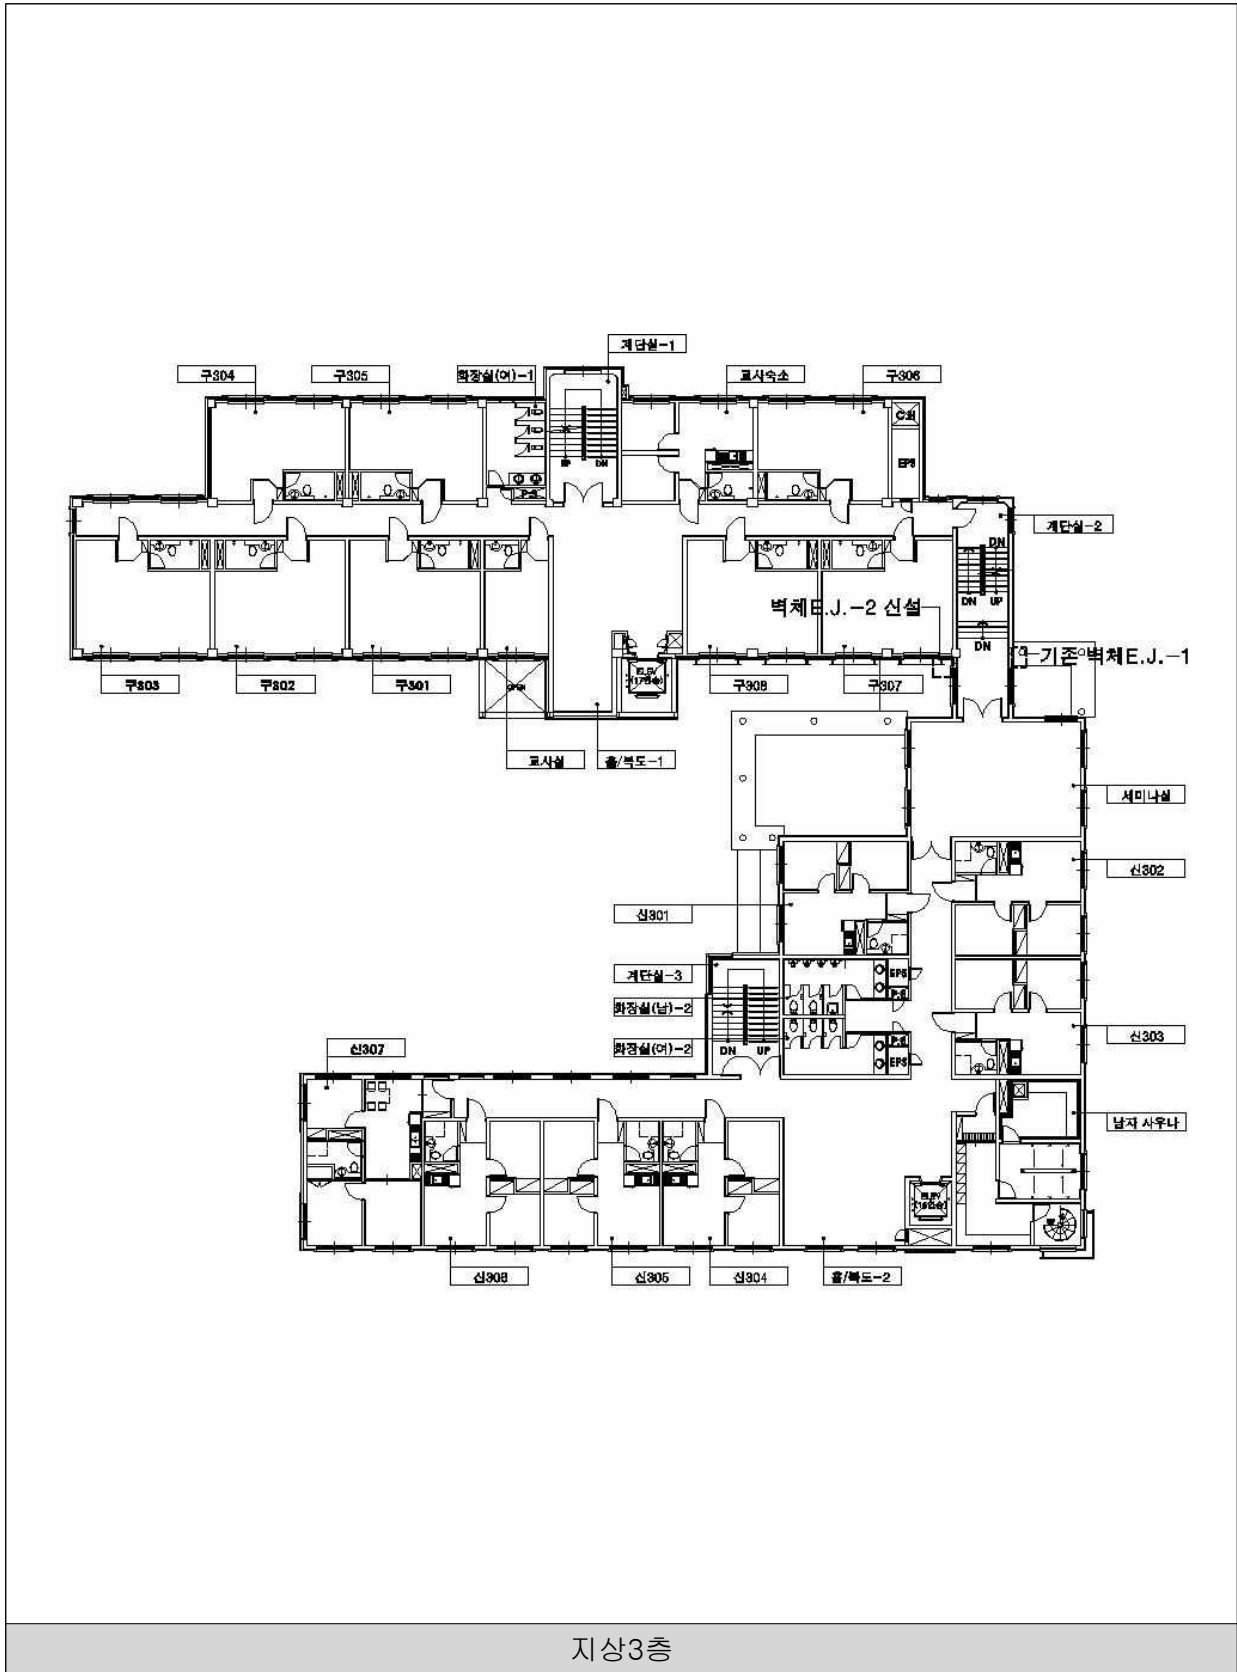 계단실-1
구304
구305
화장실(여)-1
교사숙소
구306
EPS
UP
DN
P.S
계단실-2
DN
DN
UP
벽체E.J.-2 신설
DN
기존 벽체E.J.-1
구303
구302
구301
OPEN
ELEV
구308
구307
교사실
홀/복도-1
세미나실
신302
신301
계단실-3
EPS
P.S
화장실(남)-2
신303
화장실(여)-2
DN
UP
P.S
EPS
신307
남자 사우나
ELEV
신306
신305
신304
홀/복도-2
지상3층